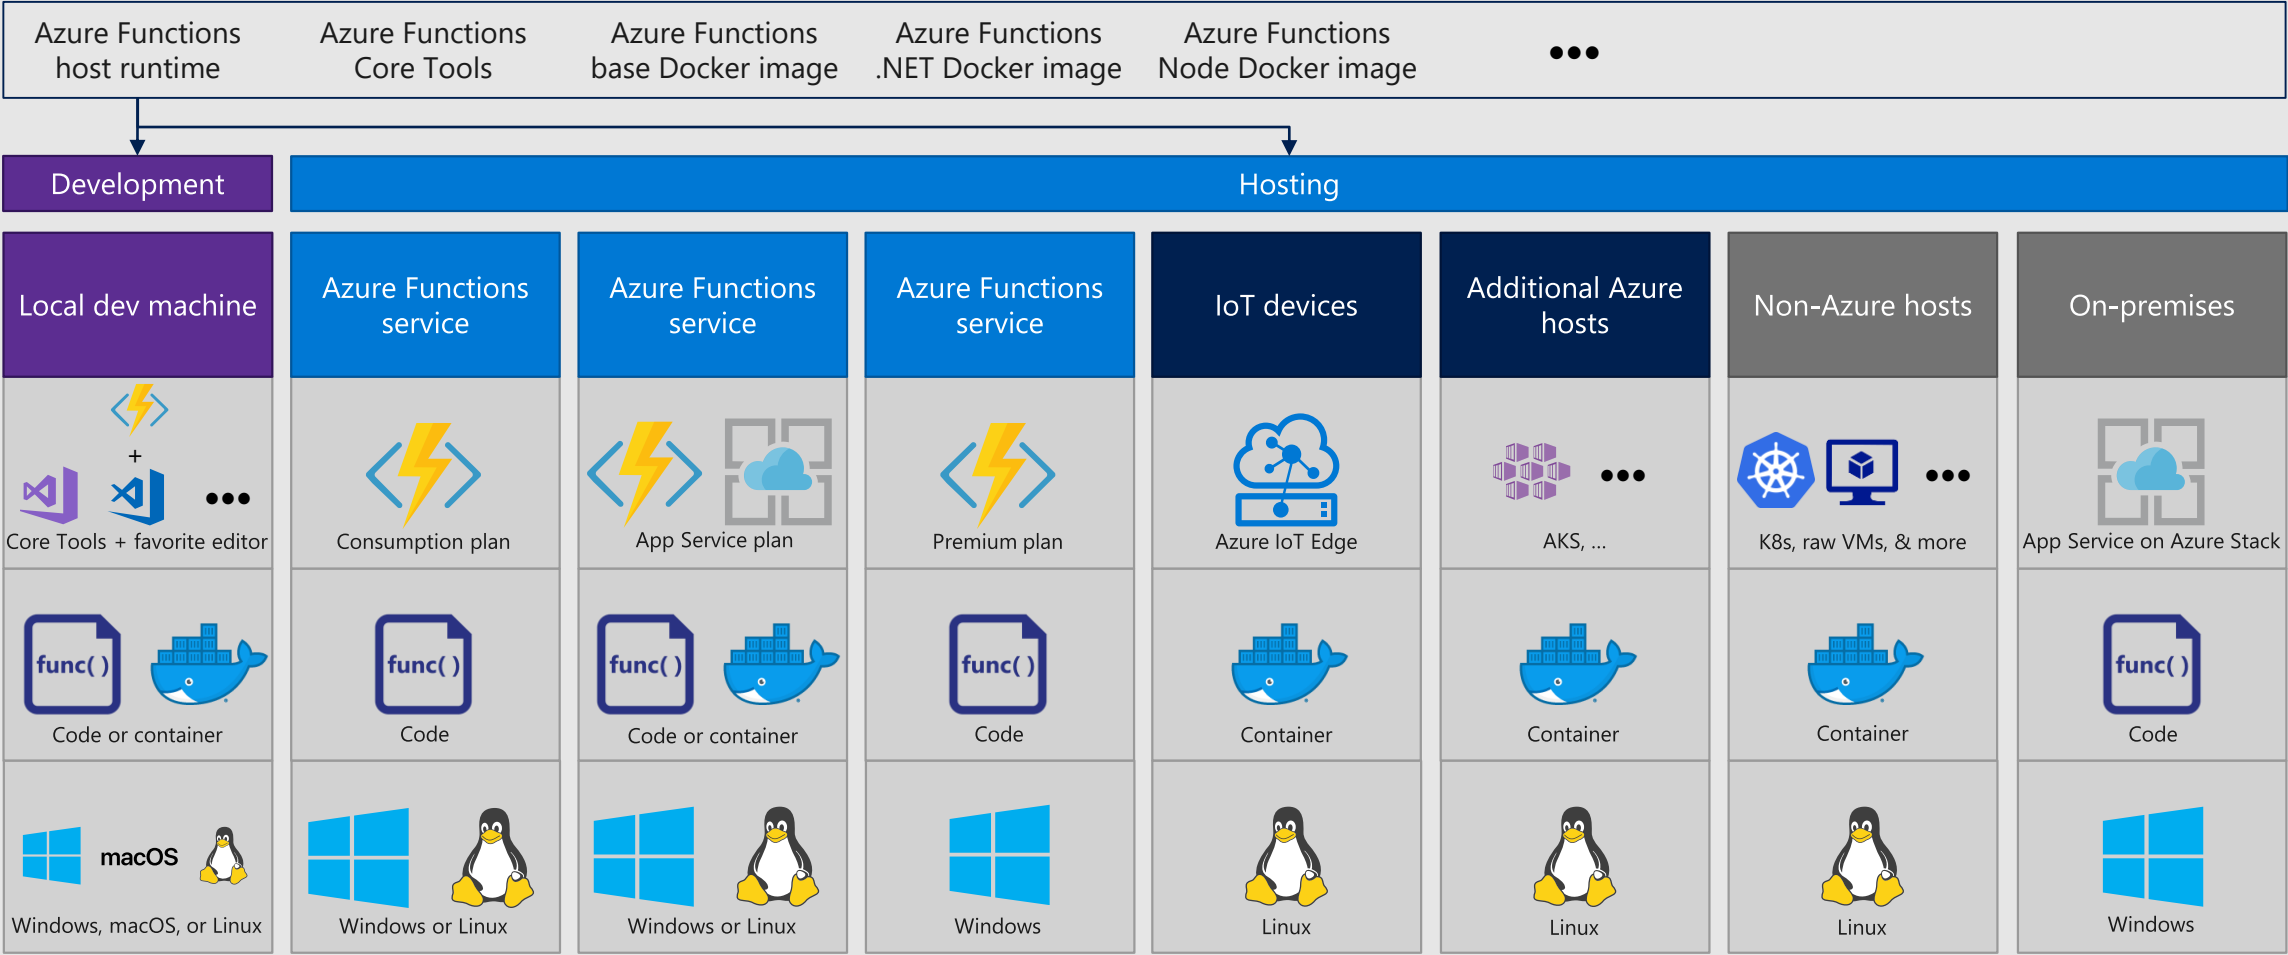 Azure Functions
host runtime
Azure Functions
Core Tools
Azure Functions
base Docker image
Azure Functions
.NET Docker image
Azure Functions
Node Docker image
•••
Development
Hosting
Local dev machine
Azure Functions
service
Azure Functions
service
Azure Functions
service
IoT devices
Additional Azure
hosts
Non-Azure hosts
On-premises
+
•••
•••
•••
Core Tools + favorite editor
Consumption plan
App Service plan
Premium plan
Azure IoT Edge
AKS, ...
K8s, raw VMs, & more
App Service on Azure Stack
func( )
func( )
func( )
func( )
func( )
Code or container
Code
Code or container
Code
Container
Container
Container
Code
macOS
Windows, macOS, or Linux
Windows or Linux
Windows or Linux
Windows
Linux
Linux
Linux
Windows